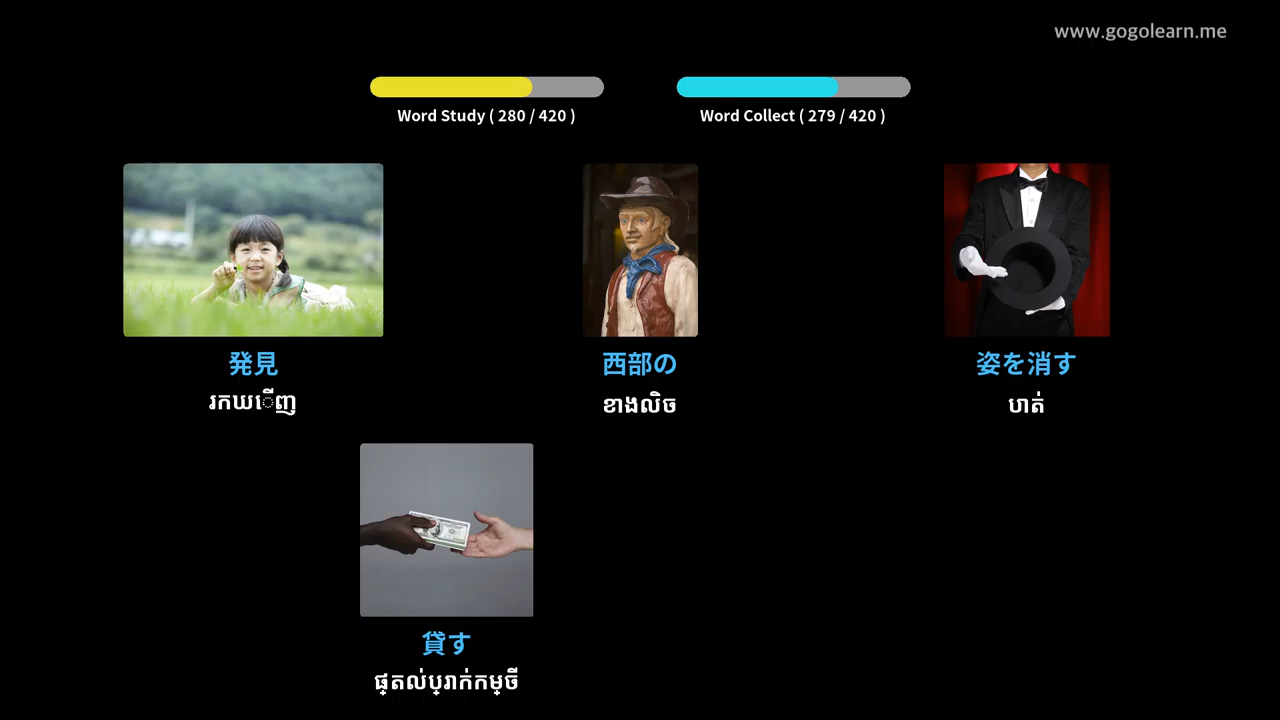 www.gogolearn.me
Word Study ( 280 / 420 )
Word Collect ( 279 / 420 )
発見
រកឃើញ
西部の
ខាងលិច
姿を消す
បាត់
貸す
ផ្តល់ប្រាក់កម្ចី